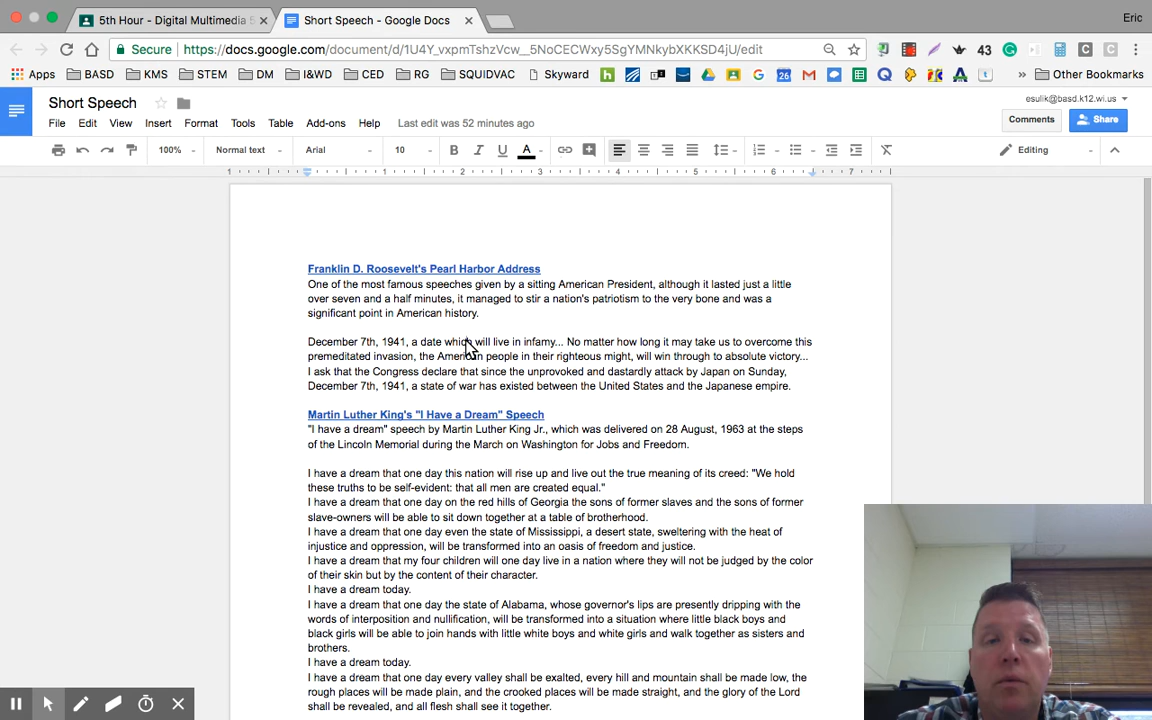 5th Hour - Digital Multimedia 5
Short Speech - Google Docs
Eric
Secure
https://docs.google.com/document/d/1U4Y_vxpmTshzVcw__5NoCECWxy5SgYMNkybXKKSD4jU/edit
43
Apps
BASD
KMS
STEM
DM
I&WD
CED
RG
SQUIDVAC
Skyward
Other Bookmarks
Short Speech
esulik@basd.k12.wi.us
File
Edit
View
Insert
Format
Tools
Table
Add-ons
Help
Last edit was 52 minutes ago
Comments
Share
100%
Normal text
Arial
10
Editing
1 1 2 3 4 5 6 7
Franklin D. Roosevelt's Pearl Harbor Address
One of the most famous speeches given by a sitting American President, although it lasted just a little
over seven and a half minutes, it managed to stir a nation's patriotism to the very bone and was a
significant point in American history.
December 7th, 1941, a date which will live in infamy... No matter how long it may take us to overcome this
premeditated invasion, the American people in their righteous might, will win through to absolute victory...
I ask that the Congress declare that since the unprovoked and dastardly attack by Japan on Sunday,
December 7th, 1941, a state of war has existed between the United States and the Japanese empire.
Martin Luther King's "I Have a Dream" Speech
"I have a dream" speech by Martin Luther King Jr., which was delivered on 28 August, 1963 at the steps
of the Lincoln Memorial during the March on Washington for Jobs and Freedom.
I have a dream that one day this nation will rise up and live out the true meaning of its creed: "We hold
these truths to be self-evident: that all men are created equal."
I have a dream that one day on the red hills of Georgia the sons of former slaves and the sons of former
slave-owners will be able to sit down together at a table of brotherhood.
I have a dream that one day even the state of Mississippi, a desert state, sweltering with the heat of
injustice and oppression, will be transformed into an oasis of freedom and justice.
I have a dream that my four children will one day live in a nation where they will not be judged by the color
of their skin but by the content of their character.
I have a dream today.
I have a dream that one day the state of Alabama, whose governor's lips are presently dripping with the
words of interposition and nullification, will be transformed into a situation where little black boys and
black girls will be able to join hands with little white boys and white girls and walk together as sisters and
brothers.
I have a dream today.
I have a dream that one day every valley shall be exalted, every hill and mountain shall be made low, the
rough places will be made plain, and the crooked places will be made straight, and the glory of the Lord
shall be revealed, and all flesh shall see it together.